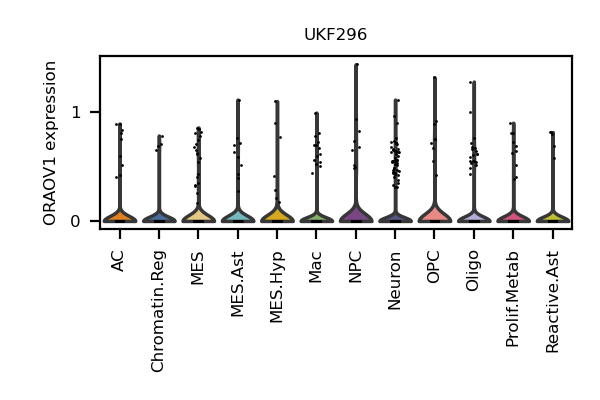 UKF296
ORAOV1 expression
1
0
AC
Chromatin.Reg
MES
MES.Ast
MES.Hyp
Mac
NPC
Neuron
OPC
Oligo
Prolif.Metab
Reactive.Ast